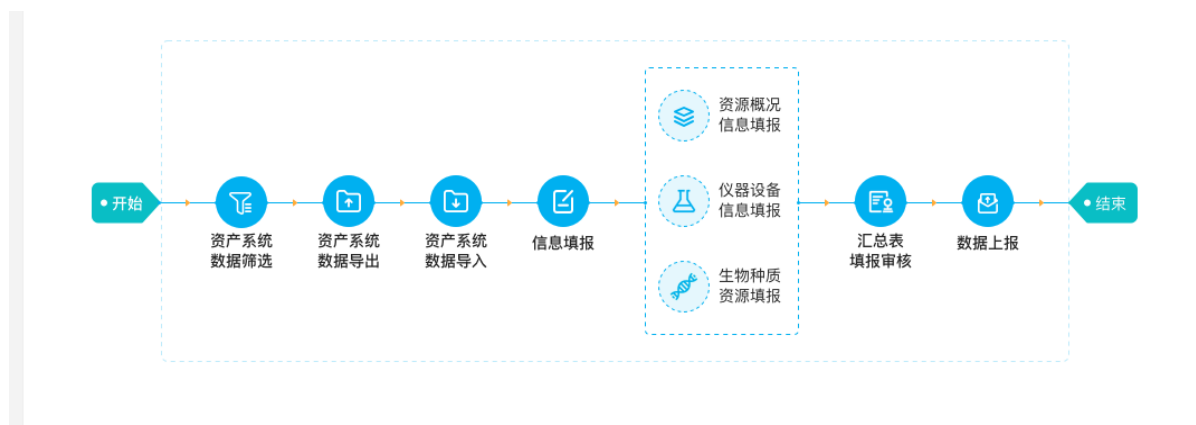 开始
资产系统
数据筛选
资产系统
数据导出
资产系统
数据导入
信息填报
资源概况
信息填报
仪器设备
信息填报
生物种质
资源填报
汇总表
填报审核
数据上报
结束